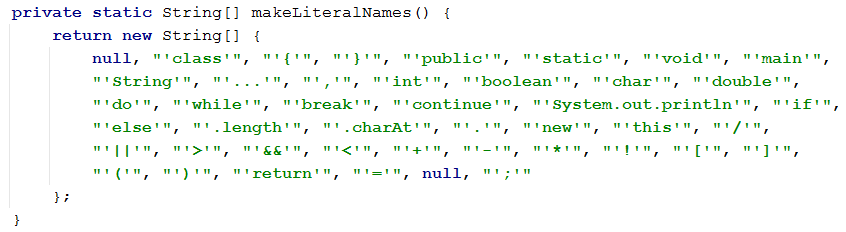 private static String[] makeLiteralNames() {
return new String[] {
null, "'class'", "'{'", "'}'", "'public'", "'static'", "'void'", "'main'",
"'String'", "'...'", "','", "'int'", "'boolean'", "'char'", "'double'",
"'do'", "'while'", "'break'", "'continue'", "'System.out.println'", "'if'",
"'else'", "'.length'", "'.charAt'", "'.'", "'new'", "'this'", "'/'",
"'||'", "'>'", "'&&'", "'<'", "'+'", "'-'", "'*'", "'!'", "'['", "']'",
"'('", "')'", "'return'", "'='", null, "';'"
};
}